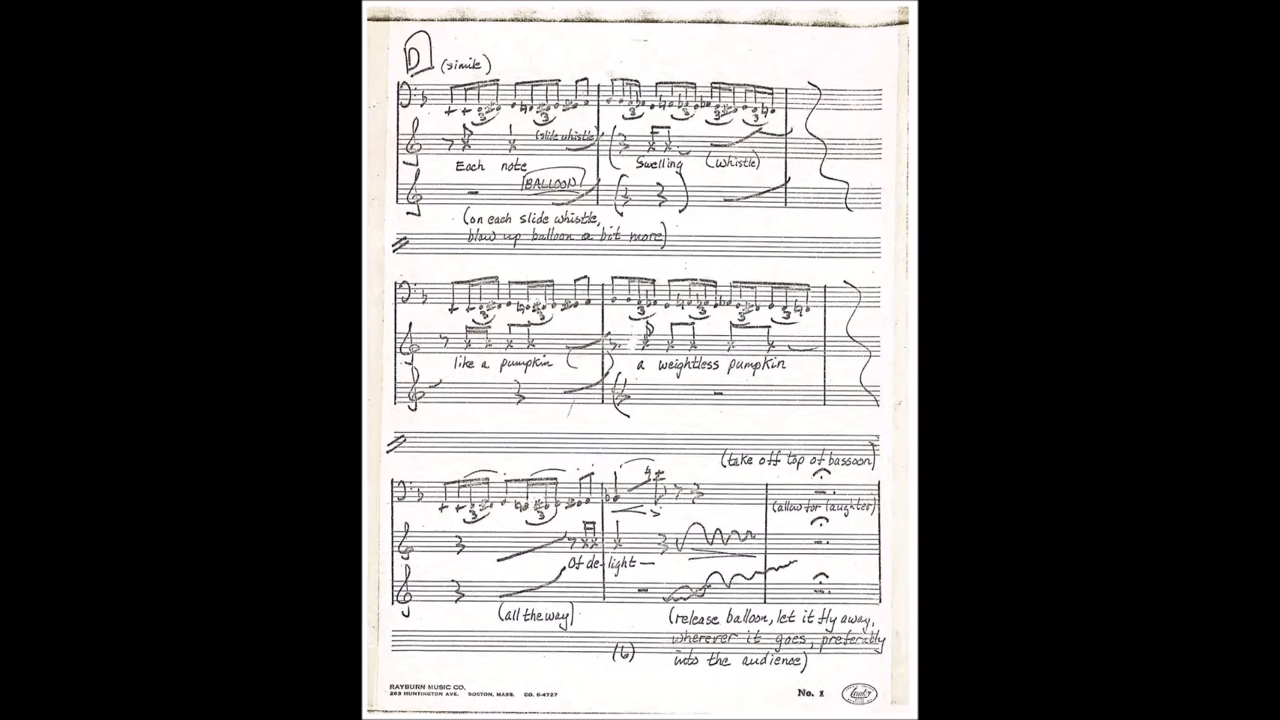 D (simile)
(slide whistle)
Each note Swelling (whistle)
BALLOON
(on each slide whistle,
blow up balloon a bit more)
like a pumpkin a weightless pumpkin
(take off top of bassoon)
(allow for laughter)
Of de-light—
(all the way) (release balloon, let it fly away,
wherever it goes, preferably
(6) into the audience)
RAYBURN MUSIC CO.
263 HUNTINGTON AVE. BOSTON, MASS. CO. 6-4727
No. 1